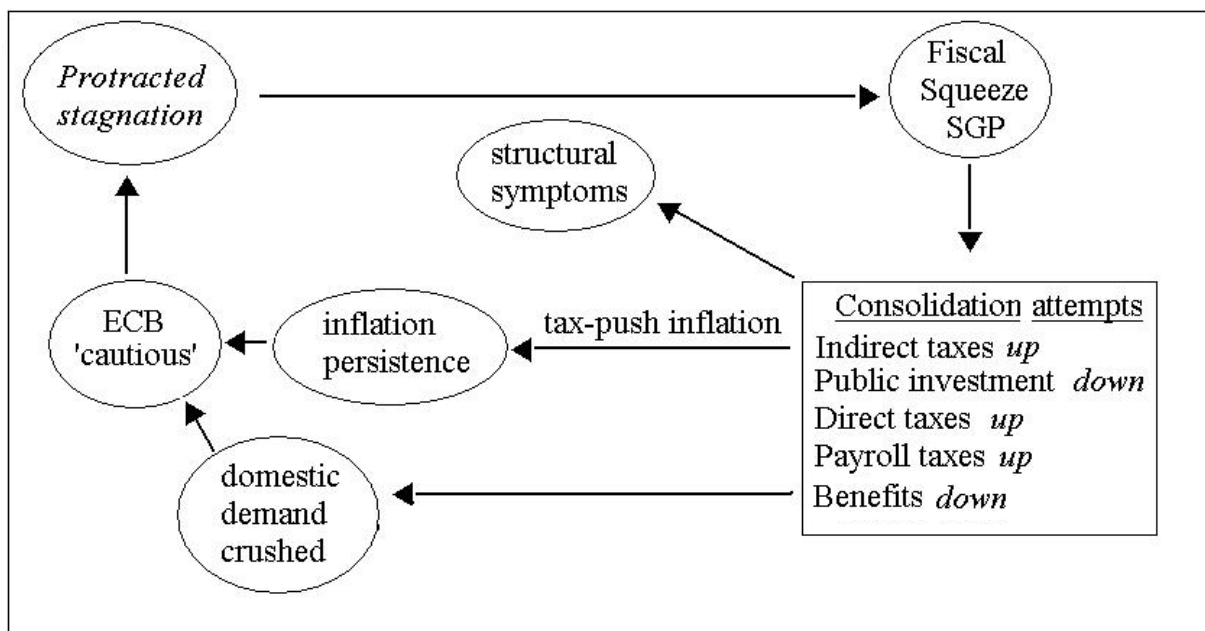 Protracted
stagnation
Fiscal
Squeeze
SGP
structural
symptoms
Consolidation attempts
Indirect taxes up
Public investment down
Direct taxes up
Payroll taxes up
Benefits down
tax-push inflation
inflation
persistence
ECB
'cautious'
domestic
demand
crushed